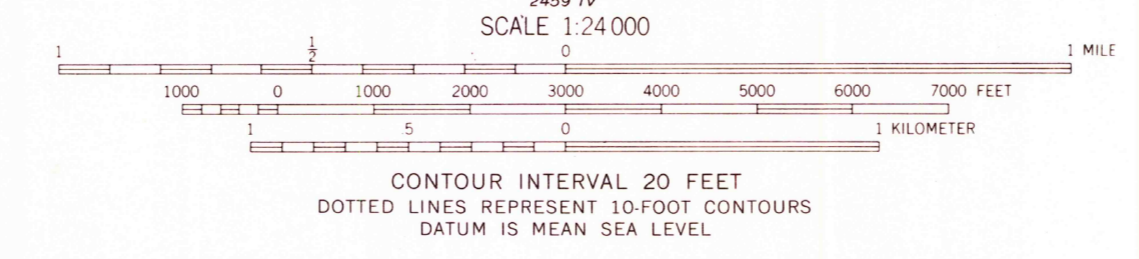 2459 IV
SCALE 1:24 000
1 1/2 0 1 MILE
1000 0 1000 2000 3000 4000 5000 6000 7000 FEET
1 .5 0 1 KILOMETER
CONTOUR INTERVAL 20 FEET
DOTTED LINES REPRESENT 10-FOOT CONTOURS
DATUM IS MEAN SEA LEVEL